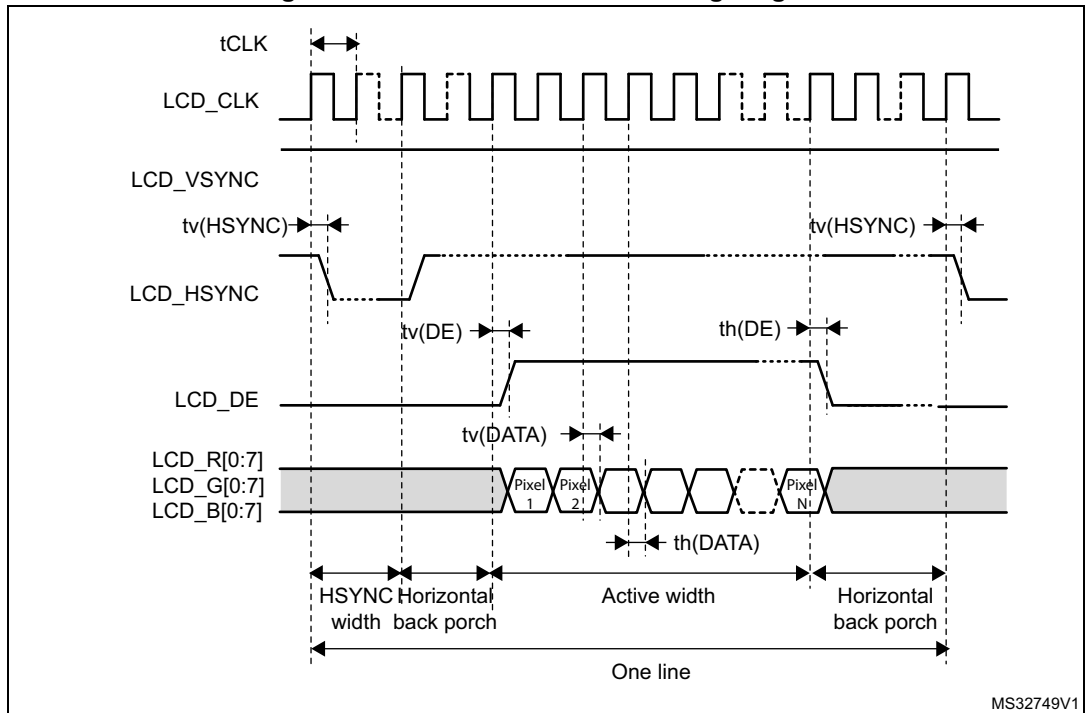 tCLK
LCD_CLK
LCD_VSYNC
tv(HSYNC)
tv(HSYNC)
LCD_HSYNC
tv(DE)
th(DE)
LCD_DE
tv(DATA)
LCD_R[0:7]
LCD_G[0:7]
LCD_B[0:7]
Pixel
1
Pixel
2
Pixel
N
th(DATA)
HSYNC
width
Horizontal
back porch
Active width
Horizontal
back porch
One line
MS32749V1